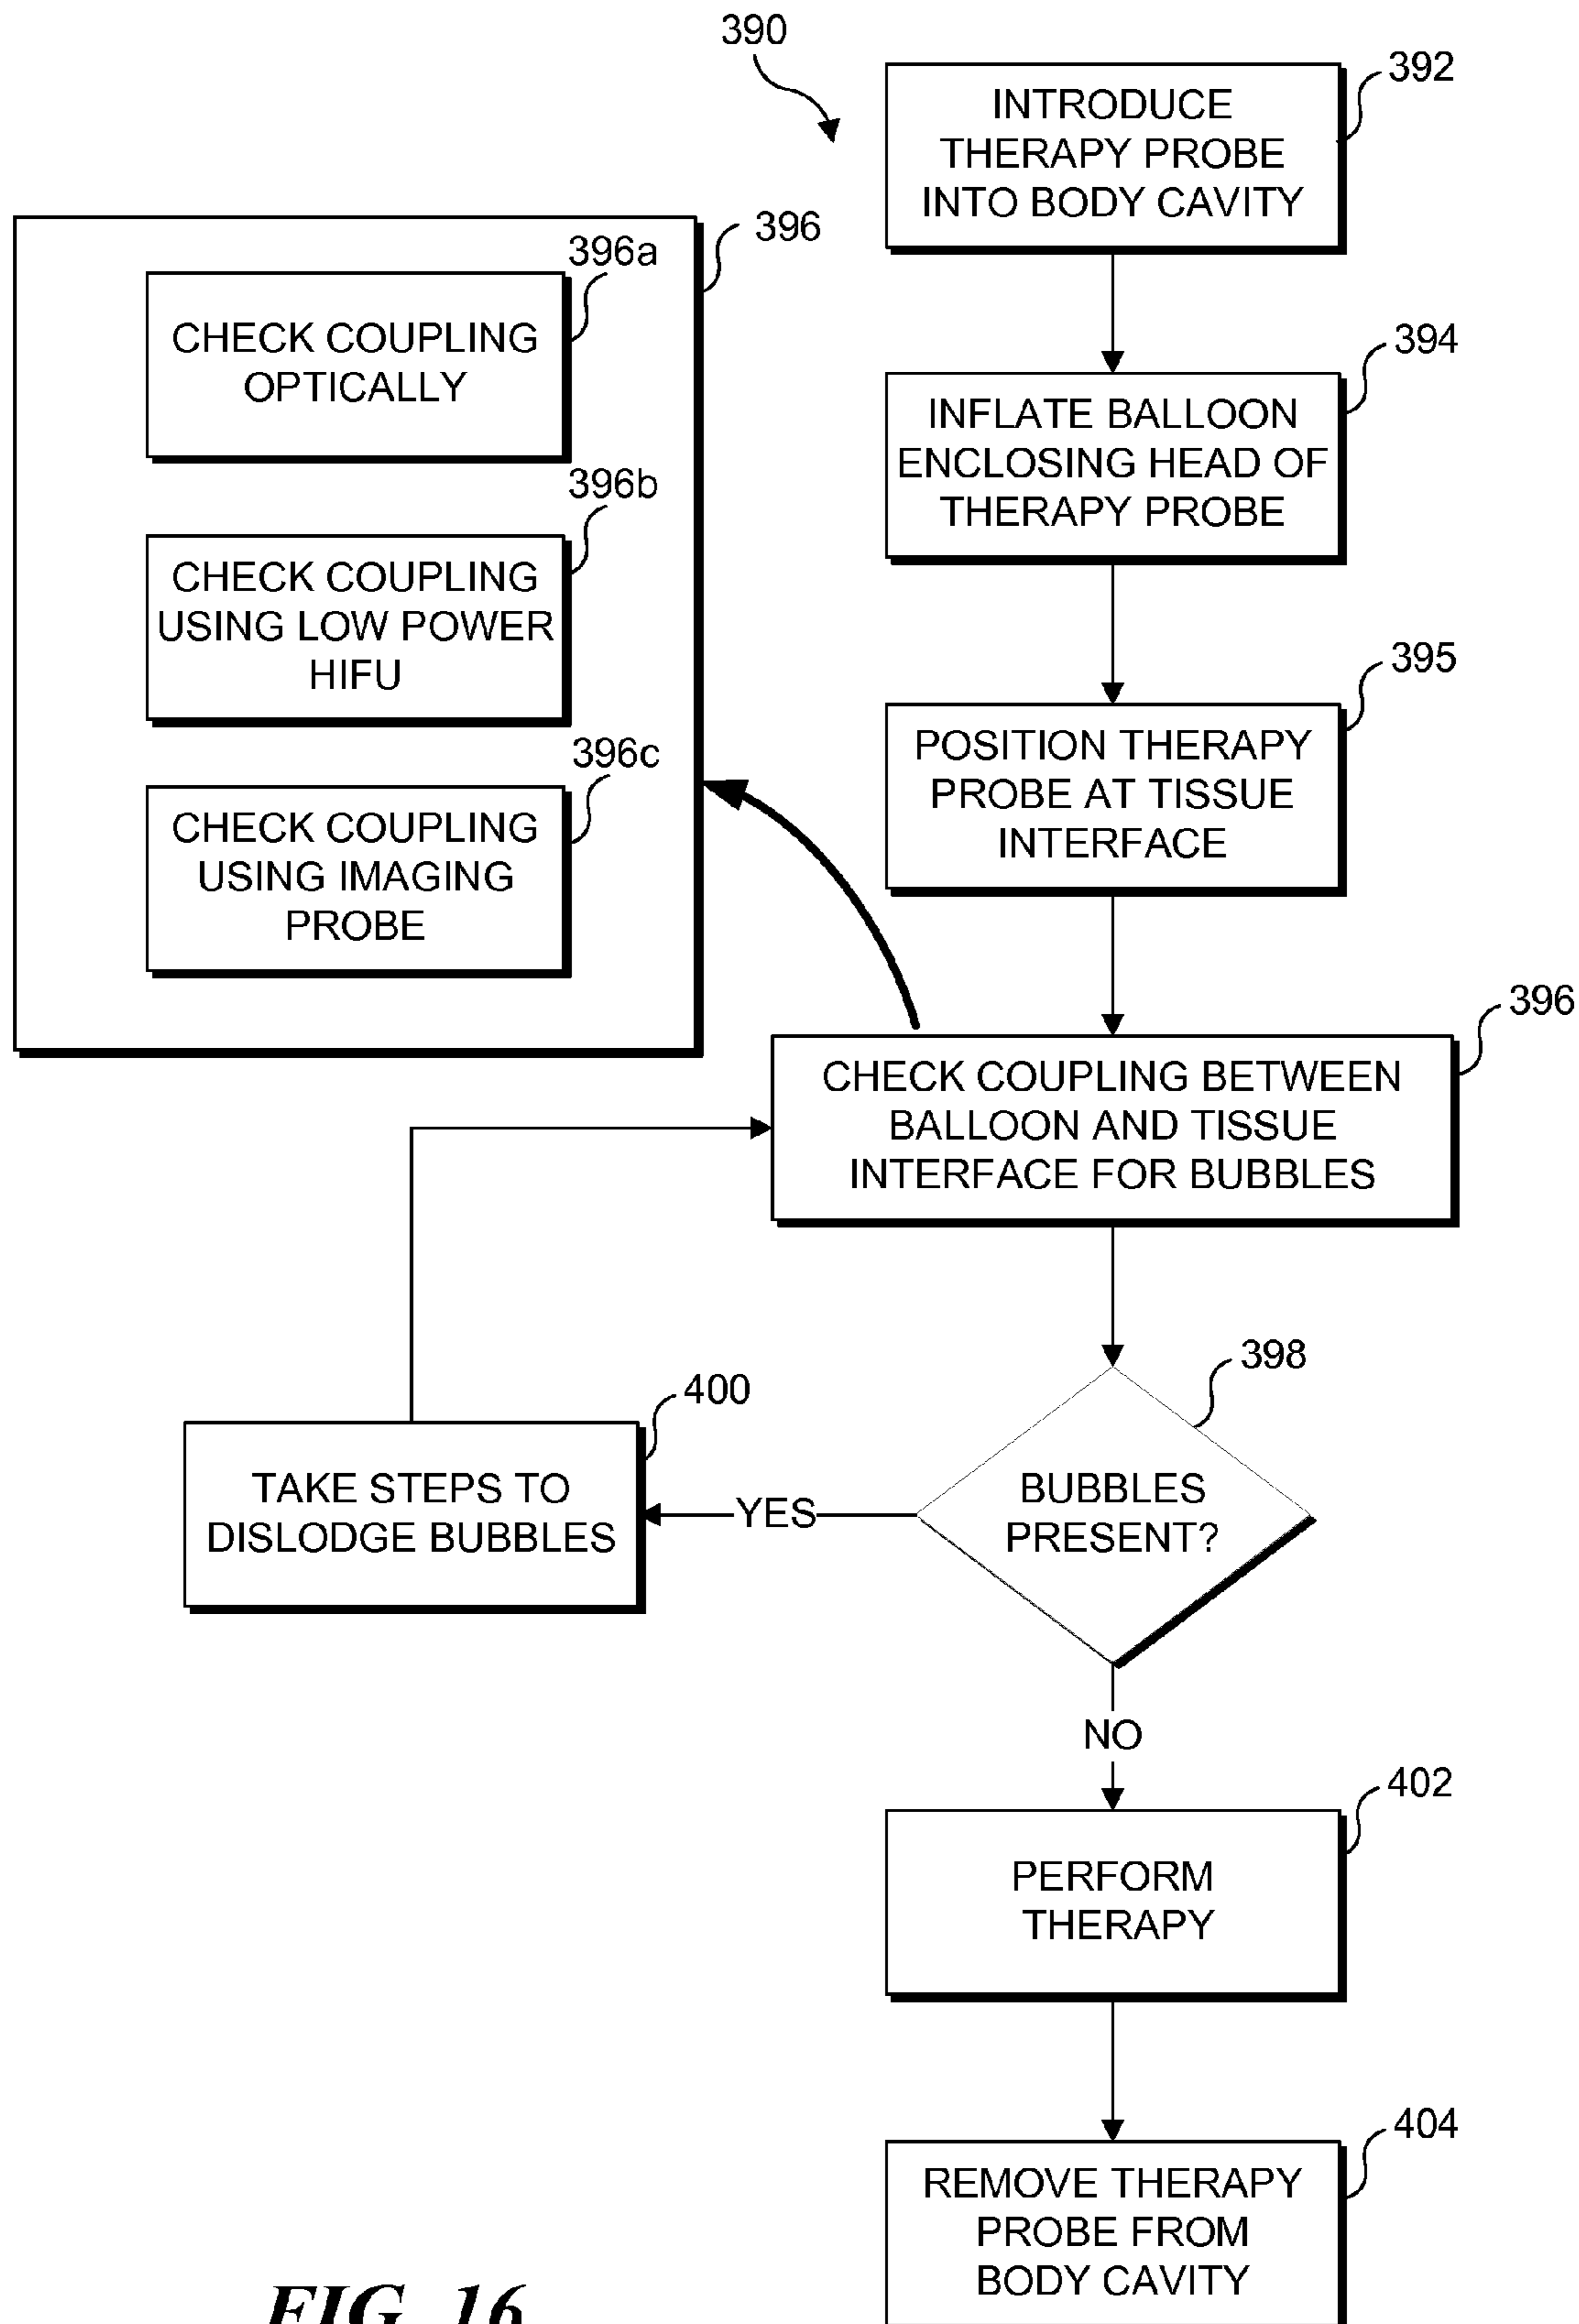 390
392
INTRODUCE
THERAPY PROBE
INTO BODY CAVITY
396
396a
CHECK COUPLING
OPTICALLY
396b
CHECK COUPLING
USING LOW POWER
HIFU
396c
CHECK COUPLING
USING IMAGING
PROBE
394
INFLATE BALLOON
ENCLOSING HEAD OF
THERAPY PROBE
395
POSITION THERAPY
PROBE AT TISSUE
INTERFACE
396
CHECK COUPLING BETWEEN
BALLOON AND TISSUE
INTERFACE FOR BUBBLES
398
BUBBLES
PRESENT?
YES
400
TAKE STEPS TO
DISLODGE BUBBLES
NO
402
PERFORM
THERAPY
404
REMOVE THERAPY
PROBE FROM
BODY CAVITY
FIG. 16